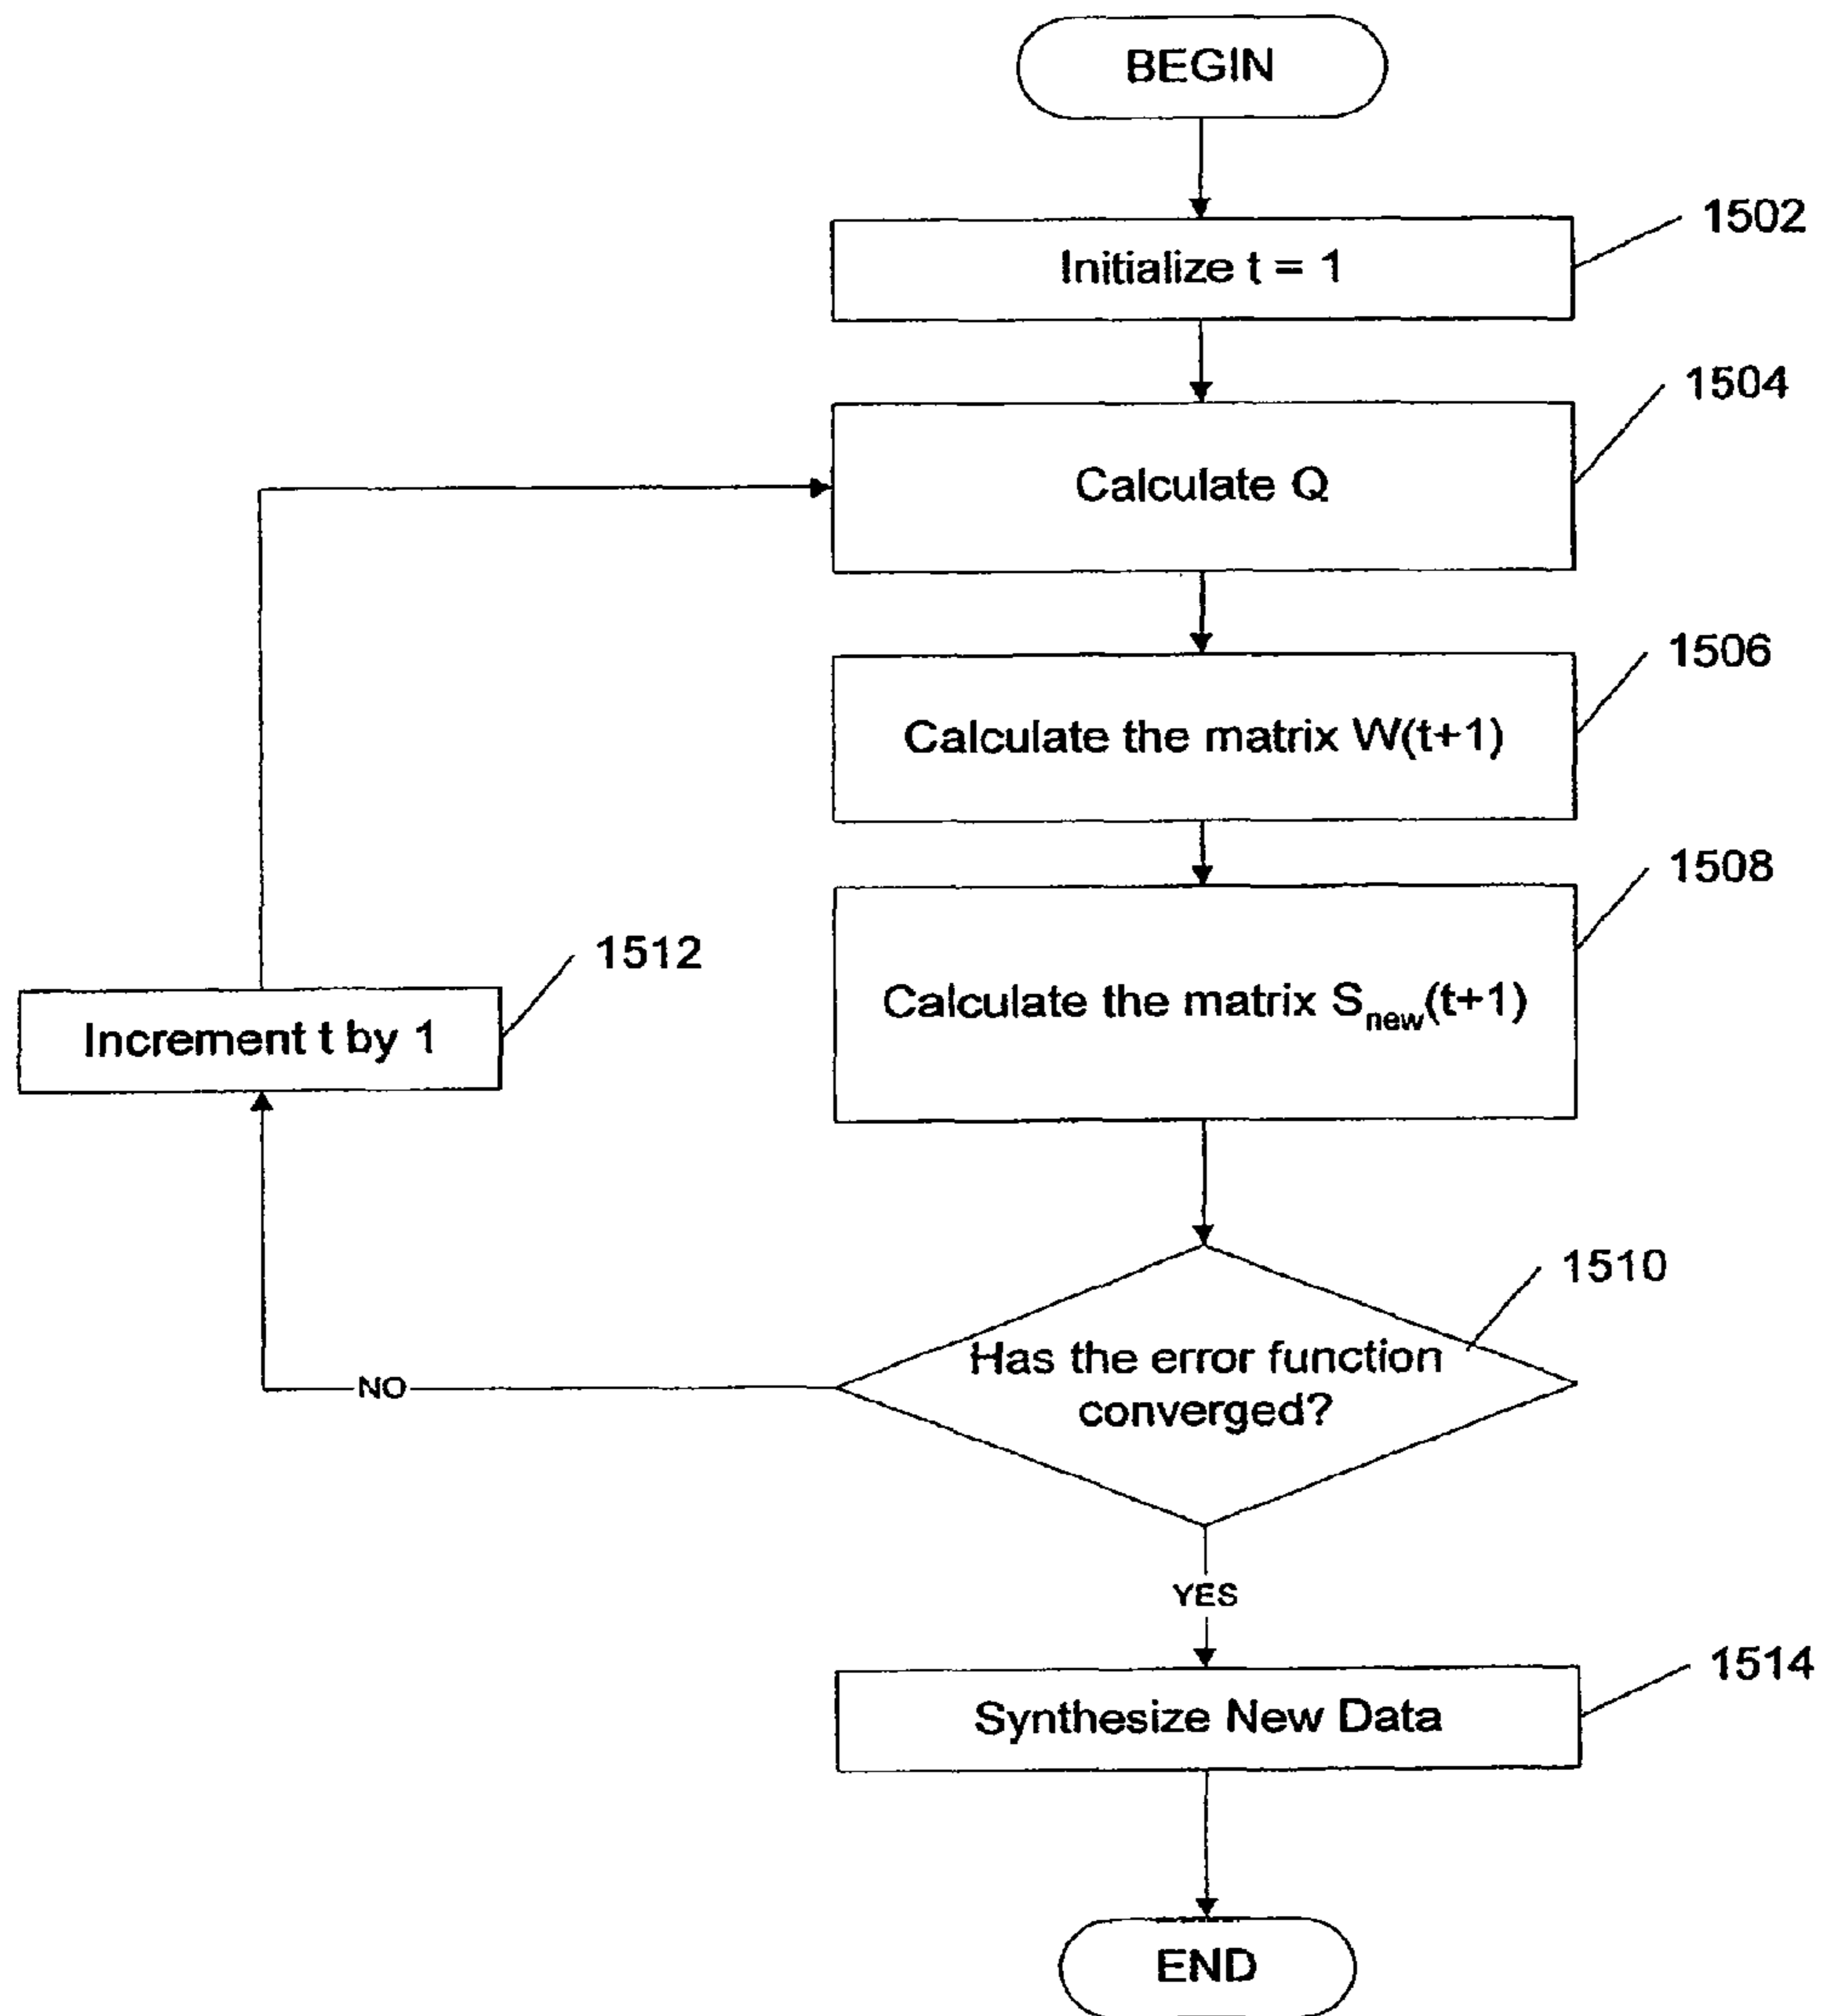 BEGIN
1502
Initialize t = 1
1504
Calculate Q
1506
Calculate the matrix W(t+1)
1508
Calculate the matrix Snew(t+1)
1512
Increment t by 1
1510
Has the error function
converged?
NO
YES
1514
Synthesize New Data
END